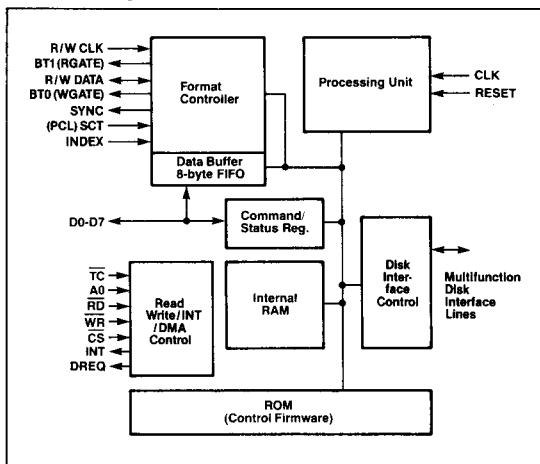 R/W CLK
BT1 (RGATE)
R/W DATA
BT0 (WGATE)
SYNC
(PCL) SCT
INDEX
Format
Controller
Data Buffer
8-byte FIFO
Processing Unit
CLK
RESET
D0-D7
Command/
Status Reg.
TC
A0
RD
WR
CS
INT
DREQ
Read
Write/INT
/DMA
Control
Internal
RAM
Disk
Inter-
face
Control
Multifunction
Disk
Interface
Lines
ROM
(Control Firmware)